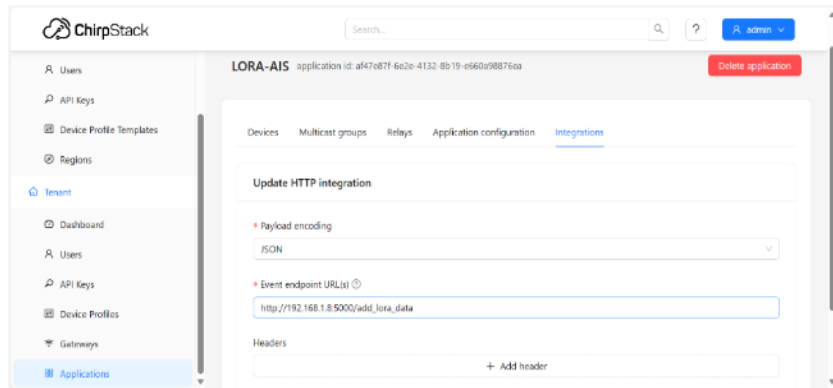 ChirpStack
Search...
?
admin
Users
API Keys
Device Profile Templates
Regions
Tenant
Dashboard
Users
API Keys
Device Profiles
Gateways
Applications
LORA-AIS application id: af47e87f-6e2e-4132-8b19-e660a98876ea
Delete application
Devices Multicast groups Relays Application configuration Integrations
Update HTTP integration
* Payload encoding
JSON
* Event endpoint URL(s) ?
http://192.168.1.8:5000/add_lora_data
Headers
+ Add header